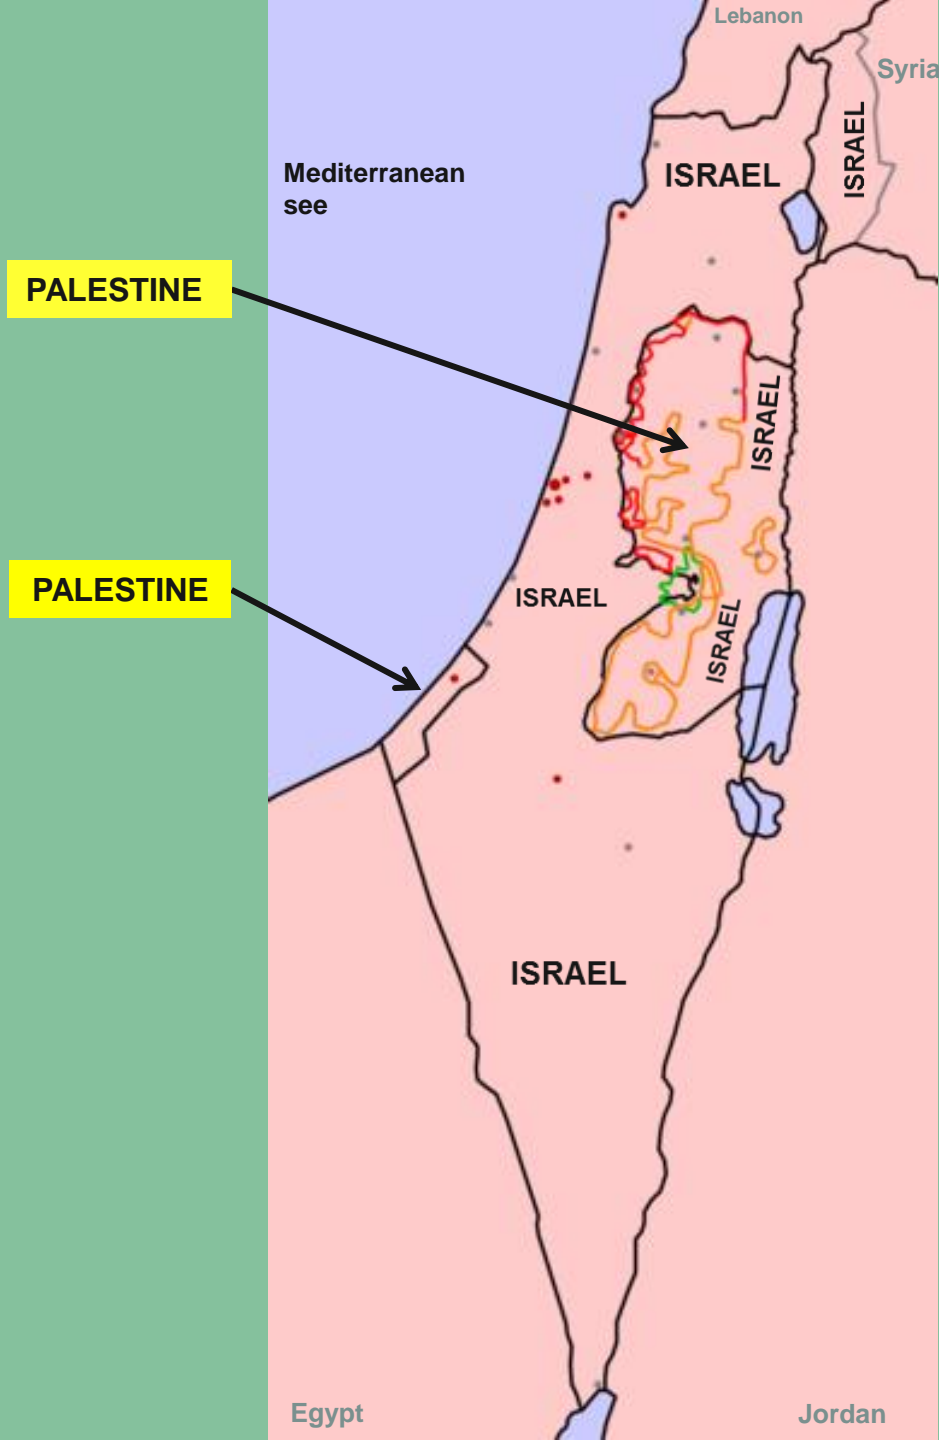 Lebanon
Syria
ISRAEL
ISRAEL
Mediterranean
see
PALESTINE
ISRAEL
PALESTINE
ISRAEL
ISRAEL
ISRAEL
Egypt
Jordan